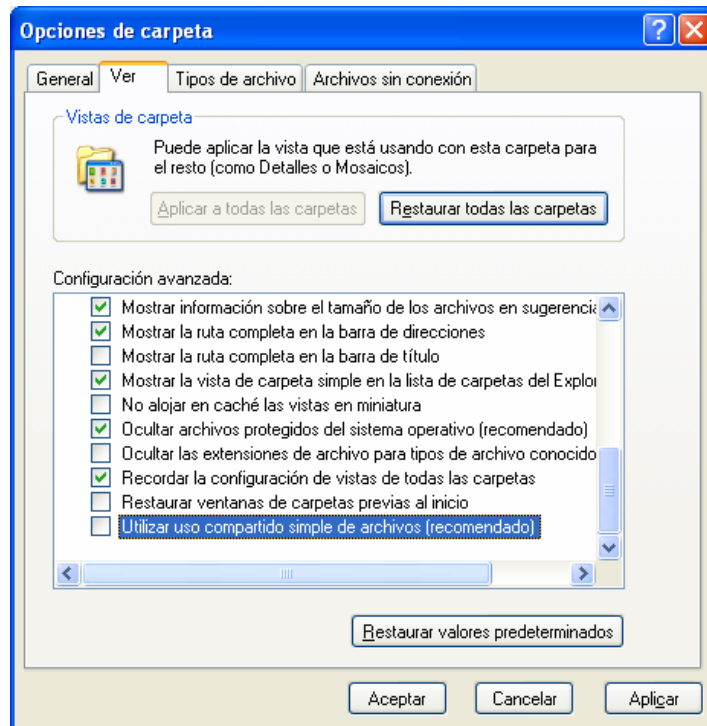 Opciones de carpeta
General Ver Tipos de archivo Archivos sin conexión
Vistas de carpeta
Puede aplicar la vista que está usando con esta carpeta para
el resto (como Detalles o Mosaicos).
Aplicar a todas las carpetas Restaurar todas las carpetas
Configuración avanzada:
Mostrar información sobre el tamaño de los archivos en sugerencia
Mostrar la ruta completa en la barra de direcciones
Mostrar la ruta completa en la barra de título
Mostrar la vista de carpeta simple en la lista de carpetas del Explor
No alojar en caché las vistas en miniatura
Ocultar archivos protegidos del sistema operativo (recomendado)
Ocultar las extensiones de archivo para tipos de archivo conocido
Recordar la configuración de vistas de todas las carpetas
Restaurar ventanas de carpetas previas al inicio
Utilizar uso compartido simple de archivos (recomendado)
Restaurar valores predeterminados
Aceptar Cancelar Aplicar